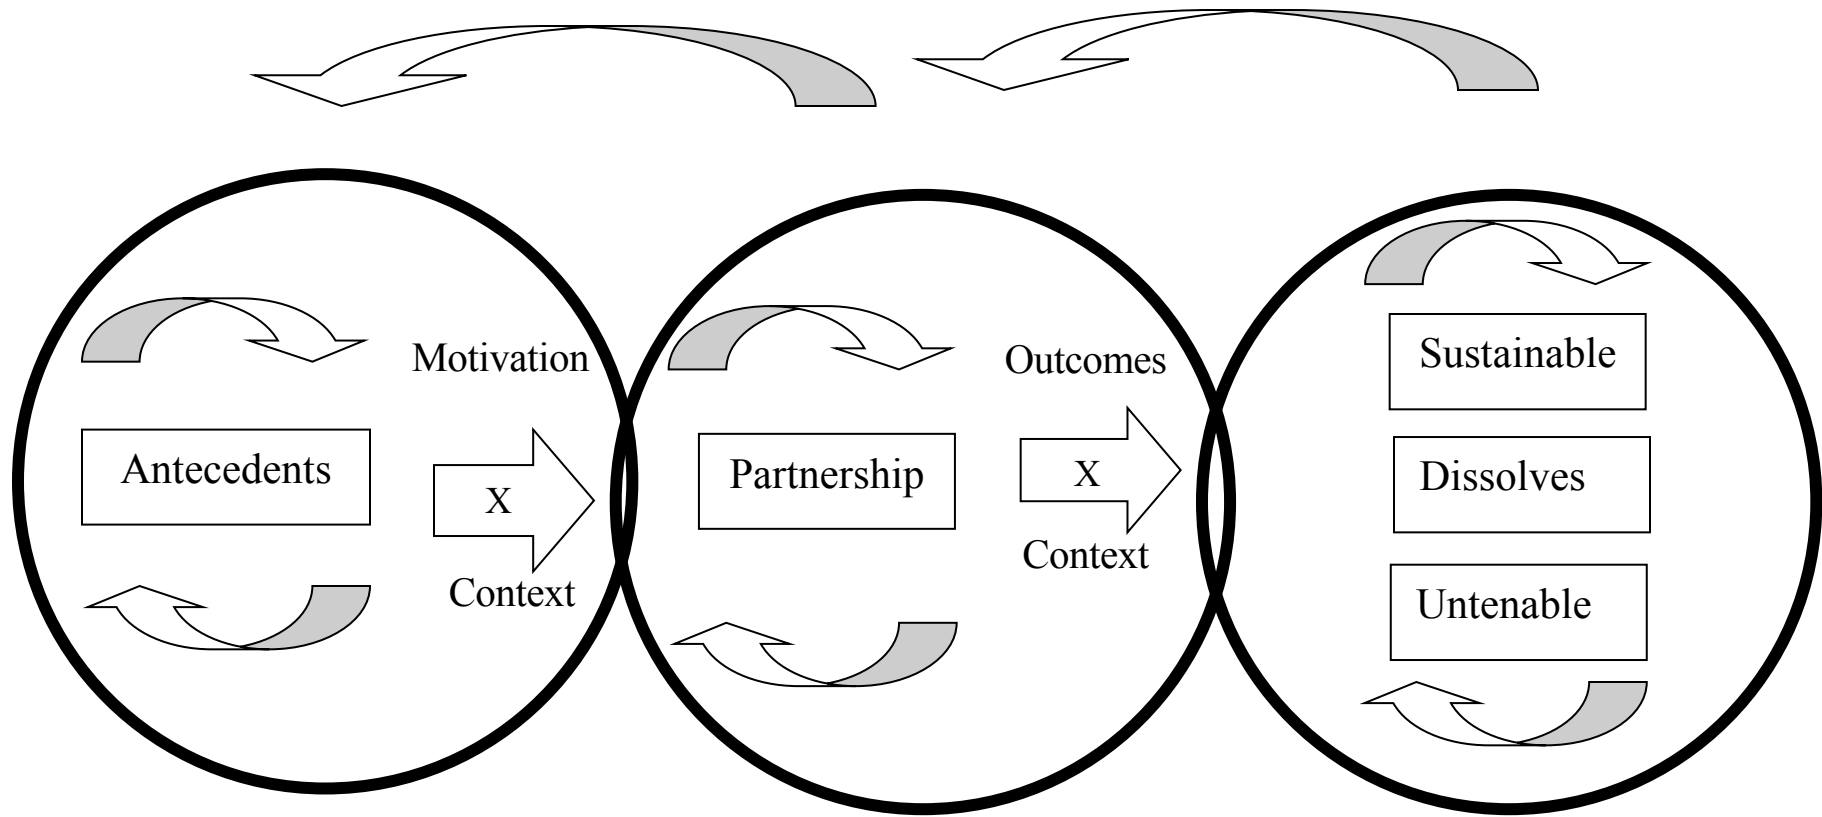 Motivation
Antecedents
X
Context
Partnership
Outcomes
X
Context
Sustainable
Dissolves
Untenable